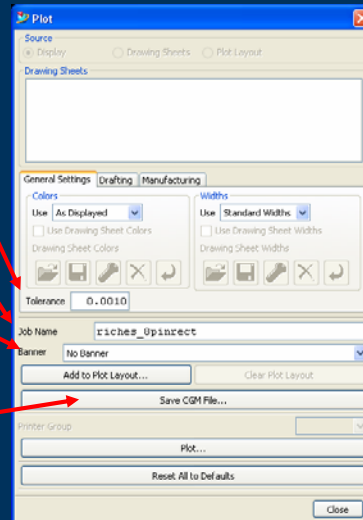 Plot
Source
Display Drawing Sheets Plot Layout
Drawing Sheets
General Settings Drafting Manufacturing
Colors Widths
Use As Displayed Use Standard Widths
Use Drawing Sheet Colors Use Drawing Sheet Widths
Drawing Sheet Colors Drawing Sheet Widths
Tolerance 0.0010
Job Name riches_0pinrect
Banner No Banner
Add to Plot Layout... Clear Plot Layout
Save CGM File...
Printer Group
Plot...
Reset All to Defaults
Close